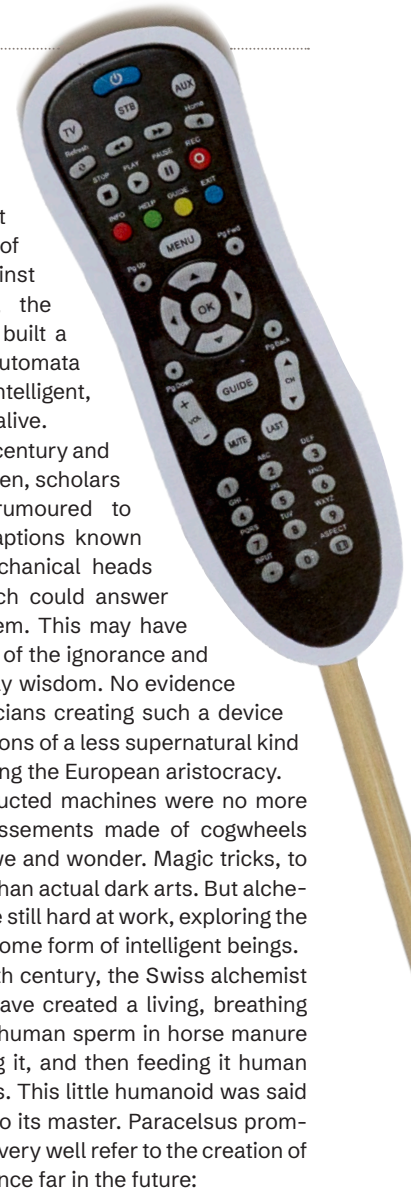 TV STB AUX
Refresh Home
STOP PLAY PAUSE REC
INFO HELP GUIDE EXIT
MENU
Pg Up Pg Fwd
OK
Pg Down Pg Back
+ VOL - GUIDE CH
MUTE LAST
1 ABC 2 DEF 3
GHI 4 JKL 5 MNO 6
PQRS 7 TUV 8 WXYZ 9
INPUT 0 ASPECT
t
of
inst
the
built a
utomata
ntelligent,
alive.
century and
en, scholars
rumoured to
aptions known
chanical heads
ch could answer
em. This may have
of the ignorance and
y wisdom. No evidence
cians creating such a device
ons of a less supernatural kind
ng the European aristocracy.
ucted machines were no more
ssements made of cogwheels
we and wonder. Magic tricks, to
han actual dark arts. But alche-
e still hard at work, exploring the
ome form of intelligent beings.
th century, the Swiss alchemist
ave created a living, breathing
human sperm in horse manure
g it, and then feeding it human
s. This little humanoid was said
o its master. Paracelsus prom-
very well refer to the creation of
nce far in the future: